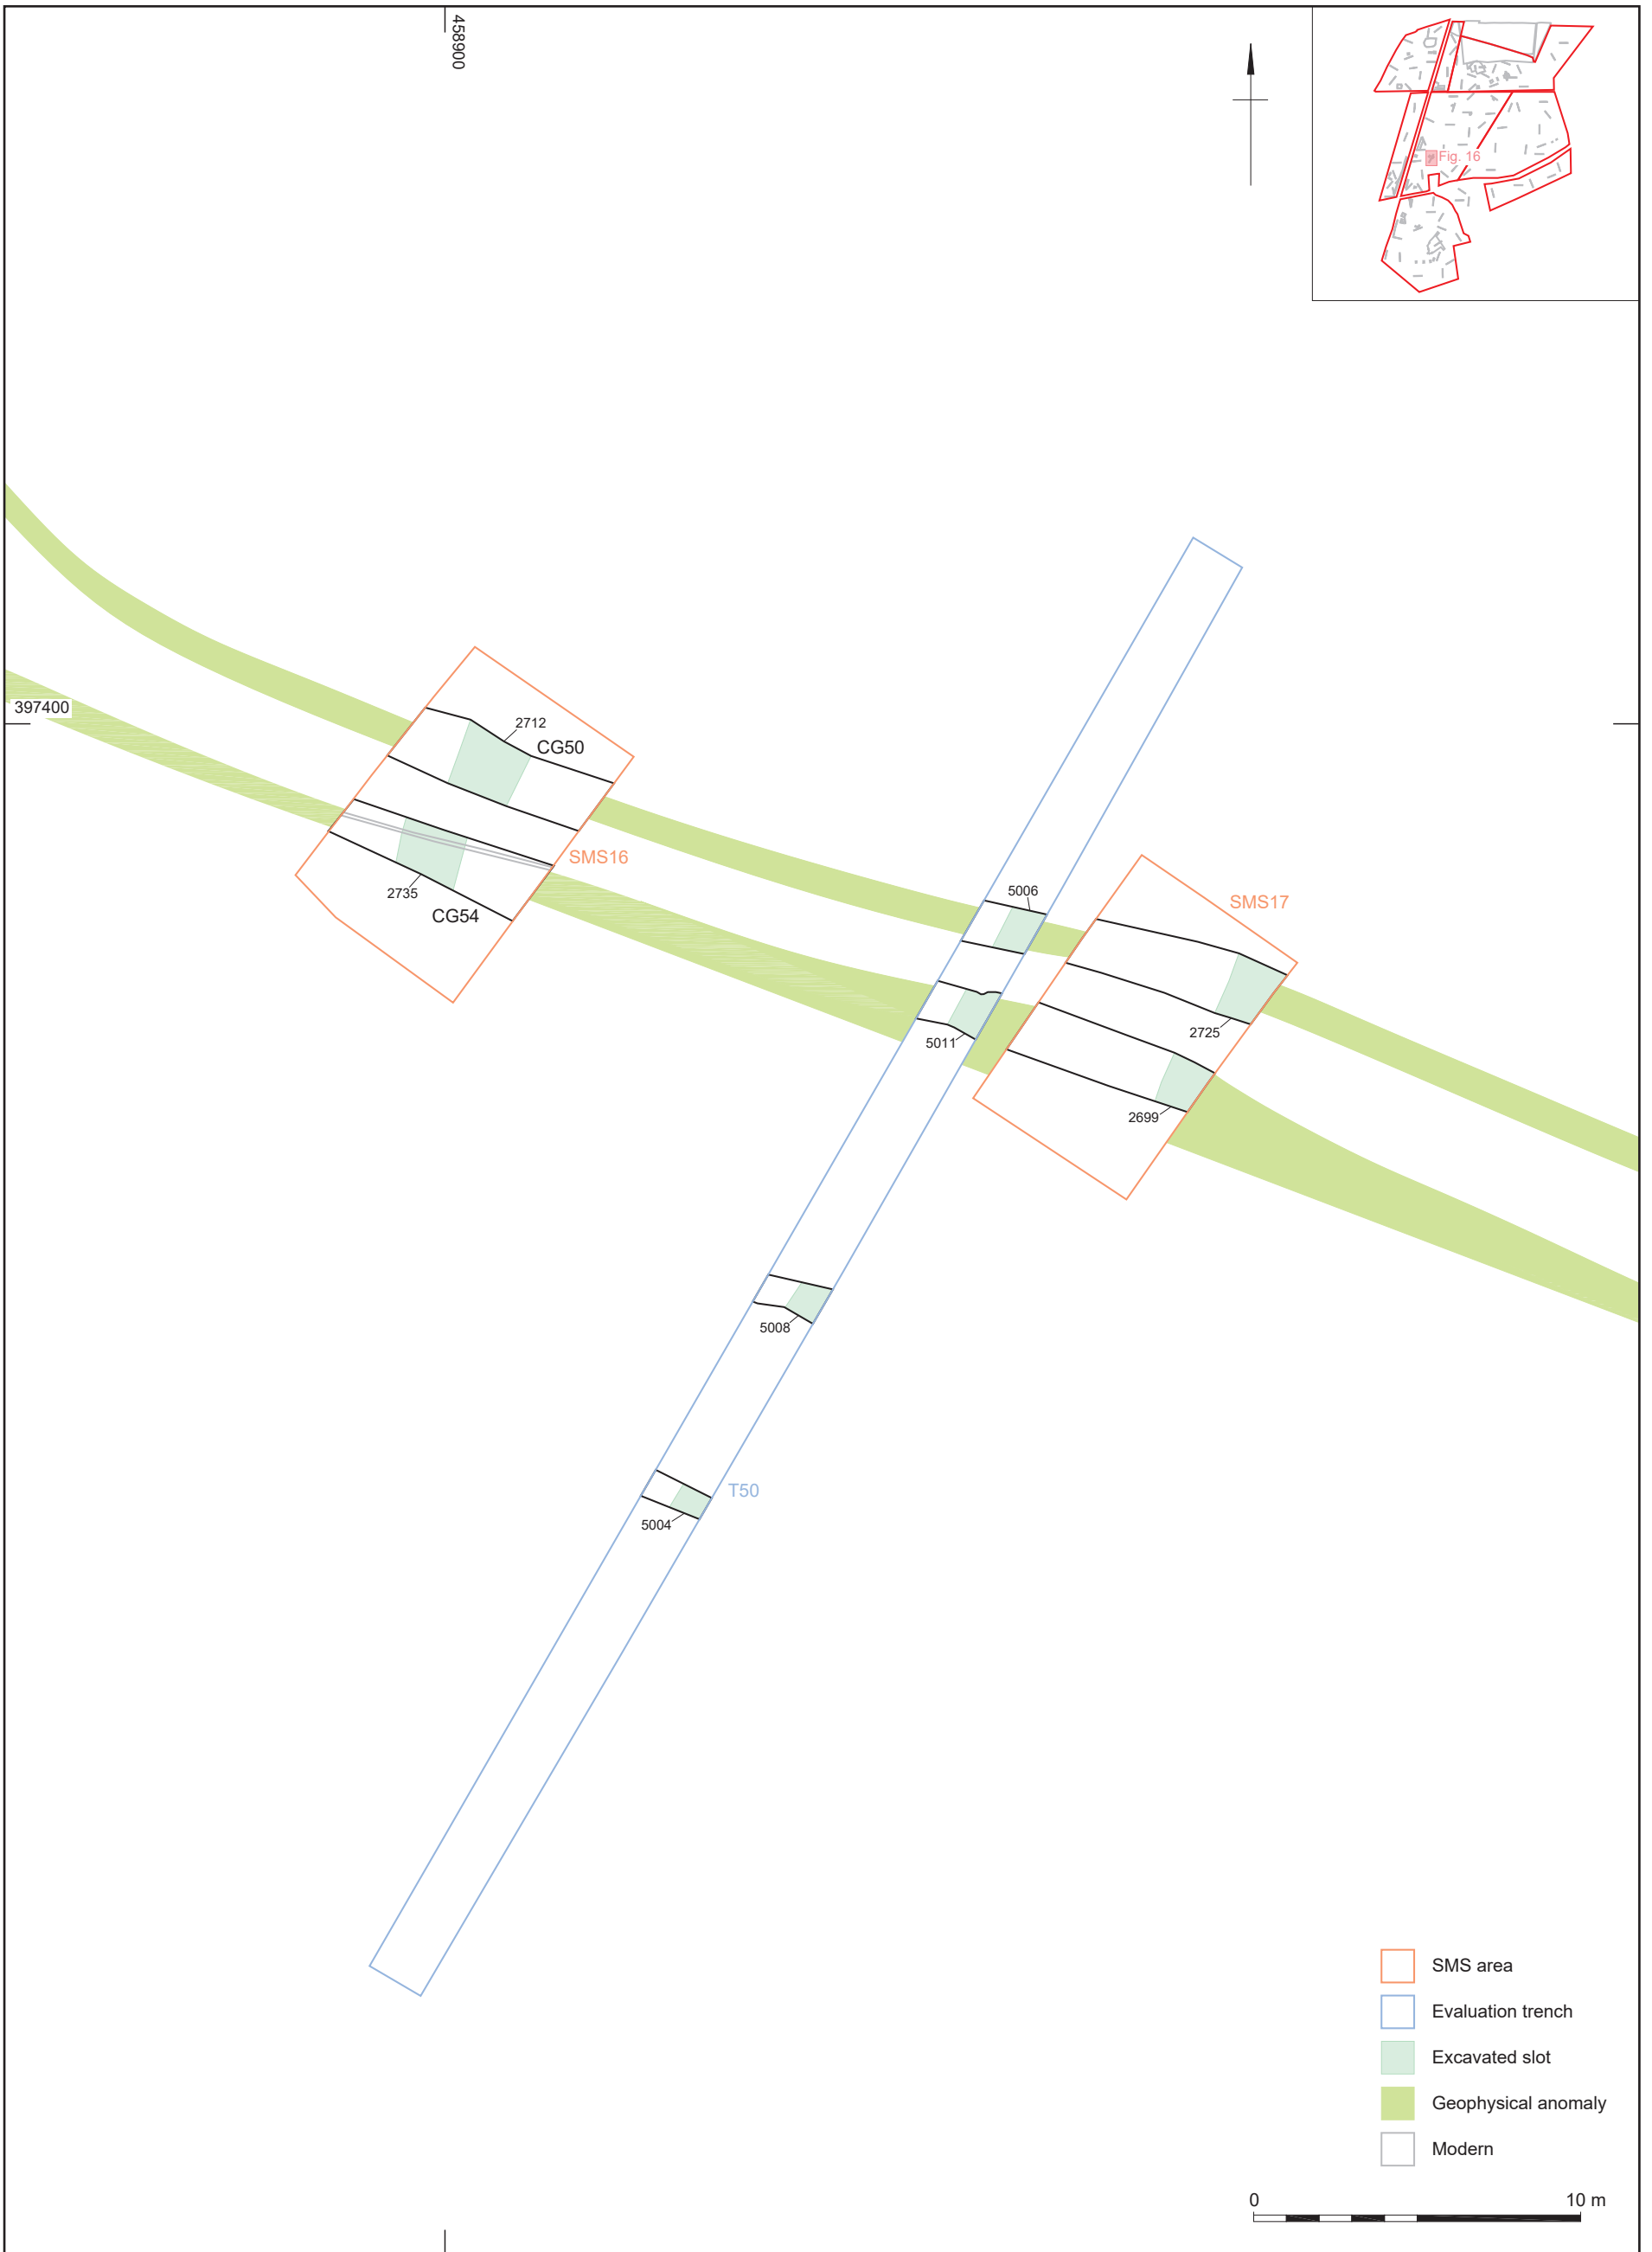 458900
Fig. 16
397400
2712
CG50
SMS16
2735
CG54
5006
SMS17
2725
5011
2699
5008
T50
5004
SMS area
Evaluation trench
Excavated slot
Geophysical anomaly
Modern
0 10 m